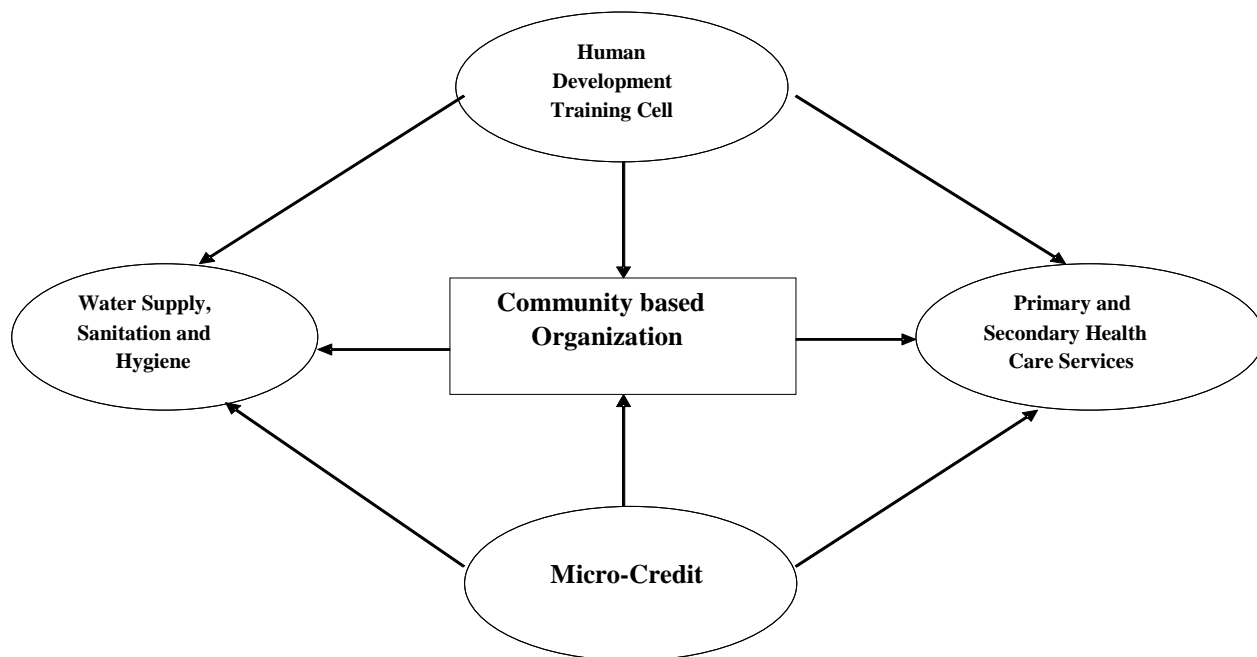 Human
Development
Training Cell
Water Supply,
Sanitation and
Hygiene
Community based
Organization
Primary and
Secondary Health
Care Services
Micro-Credit